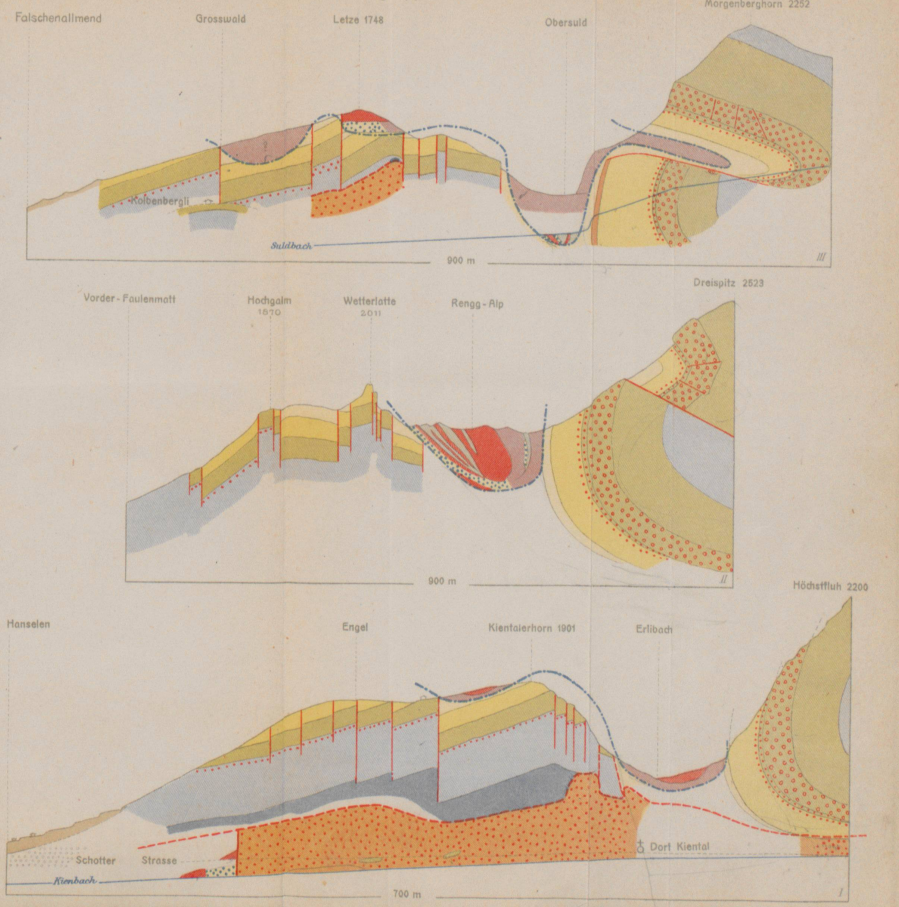 Falschenallmend
Grosswald
Letze 1748
Obersuld
Morgenberghorn 2252
Kolbenbergli
Suldbach
900 m
III
Vorder-Faulenmatt
Hochgalm
1870
Wetterlatte
2011
Rengg-Alp
Dreispitz 2523
900 m
II
Höchstfluh 2200
Hanselen
Engel
Kientalerhorn 1901
Erlibach
Schotter
Strasse
Dorf Kiental
Kienbach
700 m
I